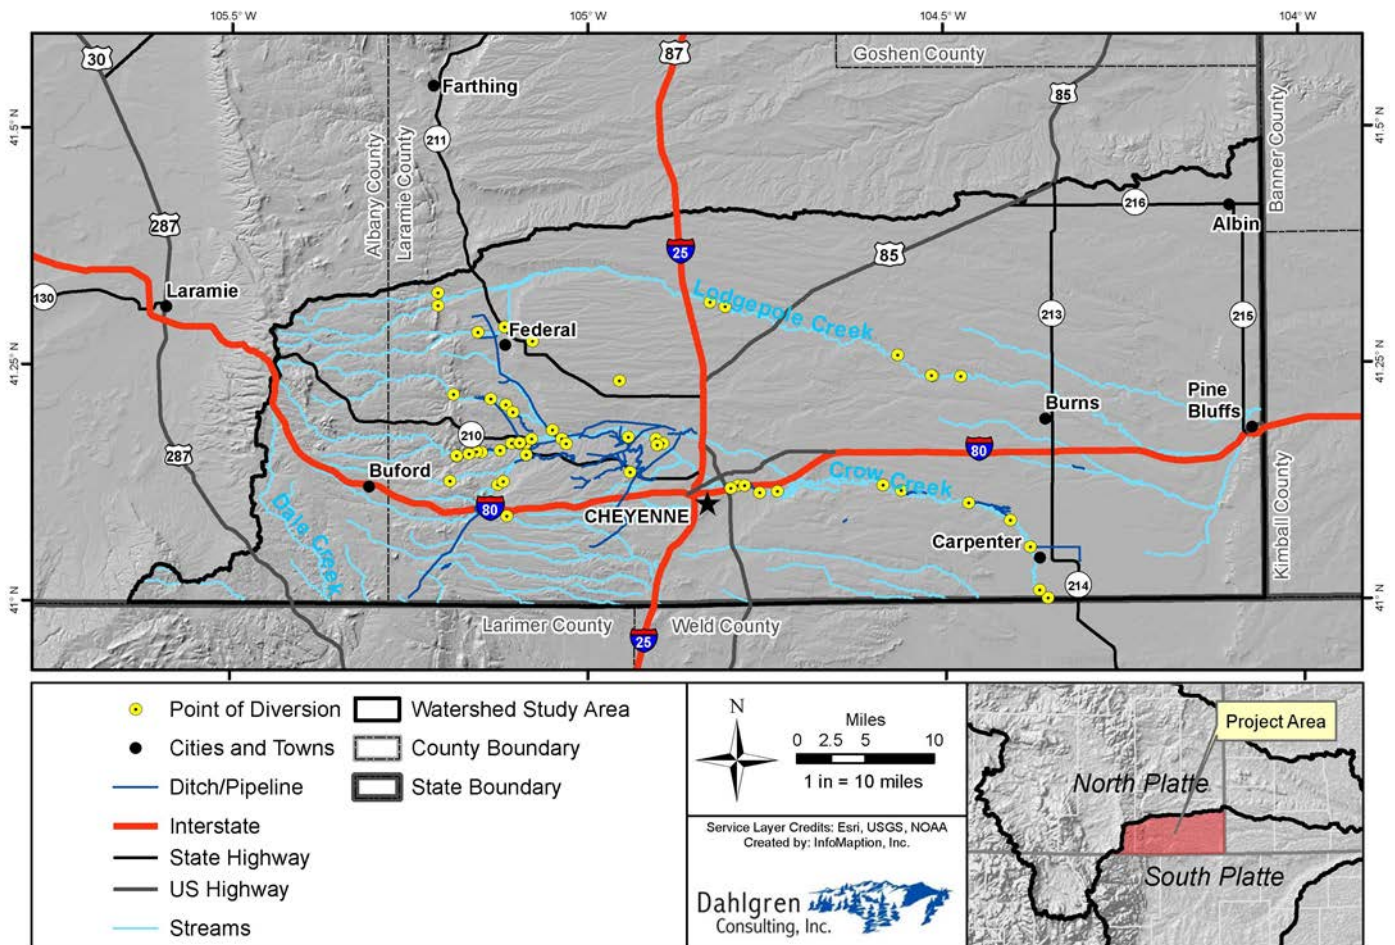 105.5° W
105° W
104.5° W
104° W
30
87
Goshen County
Farthing
85
Banner County
41.5° N
41.5° N
211
Albany County
Laramie County
216
Albin
287
25
85
130
Laramie
Lodgepole Creek
213
215
Federal
41.25° N
41.25° N
Pine
Bluffs
Burns
210
287
Buford
80
Crow Creek
Dale Creek
80
CHEYENNE
Carpenter
Kimball County
214
41° N
41° N
Larimer County
Weld County
25
Point of Diversion
Cities and Towns
Ditch/Pipeline
Interstate
State Highway
US Highway
Streams
Watershed Study Area
County Boundary
State Boundary
N
Miles
0 2.5 5 10
1 in = 10 miles
Service Layer Credits: Esri, USGS, NOAA
Created by: InfoMaption, Inc.
Dahlgren
Consulting, Inc.
Project Area
North Platte
South Platte